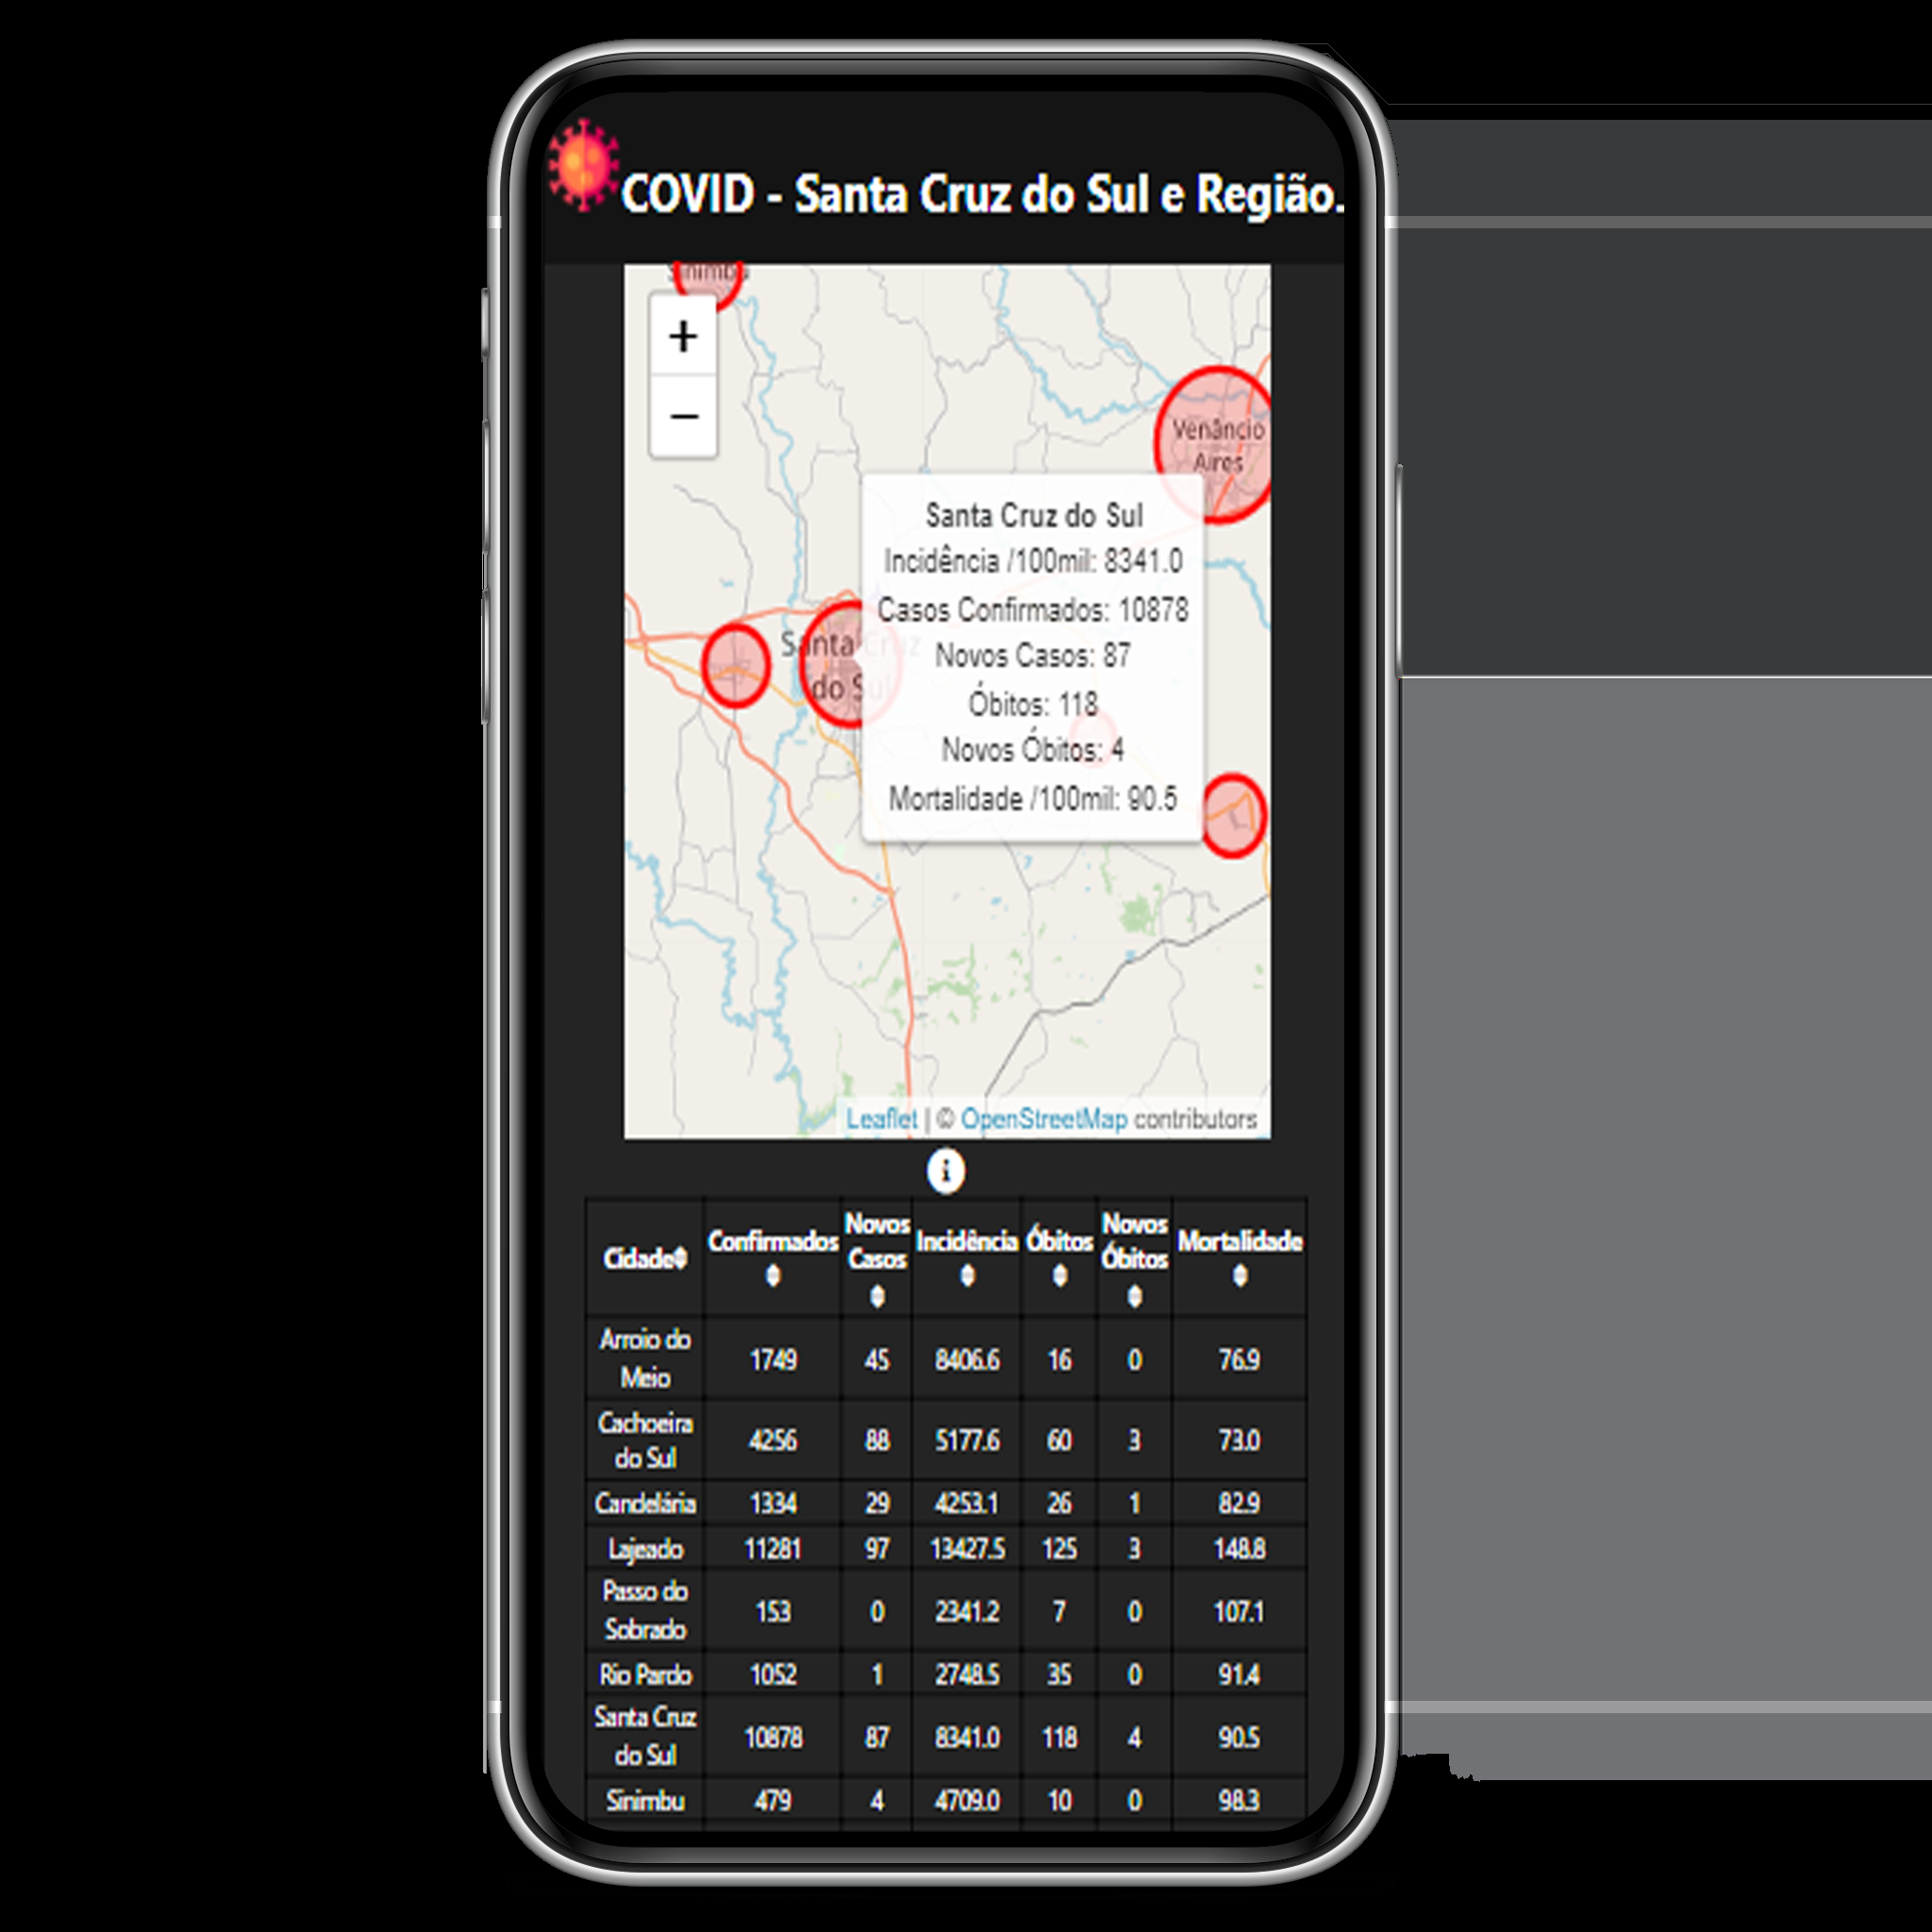 COVID - Santa Cruz do Sul e Região.
Sinimbu
+
−
Venâncio
Aires
Santa Cruz do Sul
Incidência /100mil: 8341.0
Casos Confirmados: 10878
Novos Casos: 87
Óbitos: 118
Novos Óbitos: 4
Mortalidade /100mil: 90.5
Santa Cruz
do Sul
Leaflet | © OpenStreetMap contributors
i
Cidade Confirmados Novos Casos Incidência Óbitos Novos Óbitos Mortalidade
Arroio do Meio 1749 45 8406.6 16 0 76.9
Cachoeira do Sul 4256 88 5177.6 60 3 73.0
Candelária 1334 29 4253.1 26 1 82.9
Lajeado 11281 97 13427.5 125 3 148.8
Passo do Sobrado 153 0 2341.2 7 0 107.1
Rio Pardo 1052 1 2748.5 35 0 91.4
Santa Cruz do Sul 10878 87 8341.0 118 4 90.5
Sinimbu 479 4 4709.0 10 0 98.3